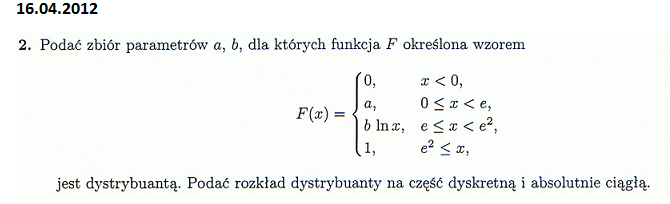 16.04.2012
2. Podać zbiór parametrów a, b, dla których funkcja F określona wzorem
F(x) = { 0, x < 0,
a, 0 ≤ x < e,
b ln x, e ≤ x < e²,
1, e² ≤ x,
jest dystrybuantą. Podać rozkład dystrybuanty na część dyskretną i absolutnie ciągłą.